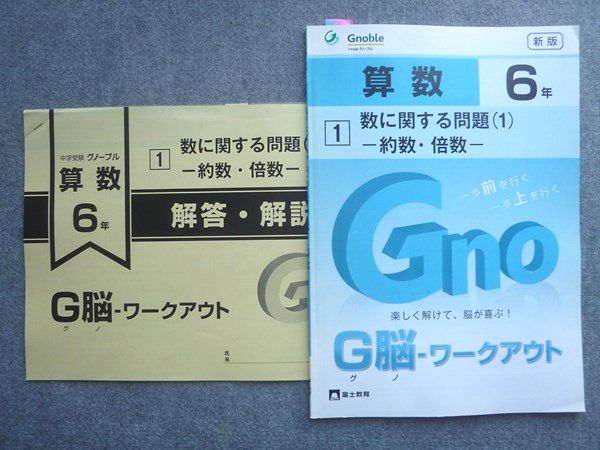 中学受験 グノーブル
算数
6年
1 数に関する問題(1
ー約数・倍数ー
解答・解説
G脳-ワークアウト
グ ノ
氏名
Gnoble
中学受験 グノーブル
新版
算数 6年
1 数に関する問題(1)
ー約数・倍数ー
一歩前を行く
一歩上を行く
Gno
楽しく解けて、脳が喜ぶ!
G脳-ワークアウト
グ ノ
富士教育